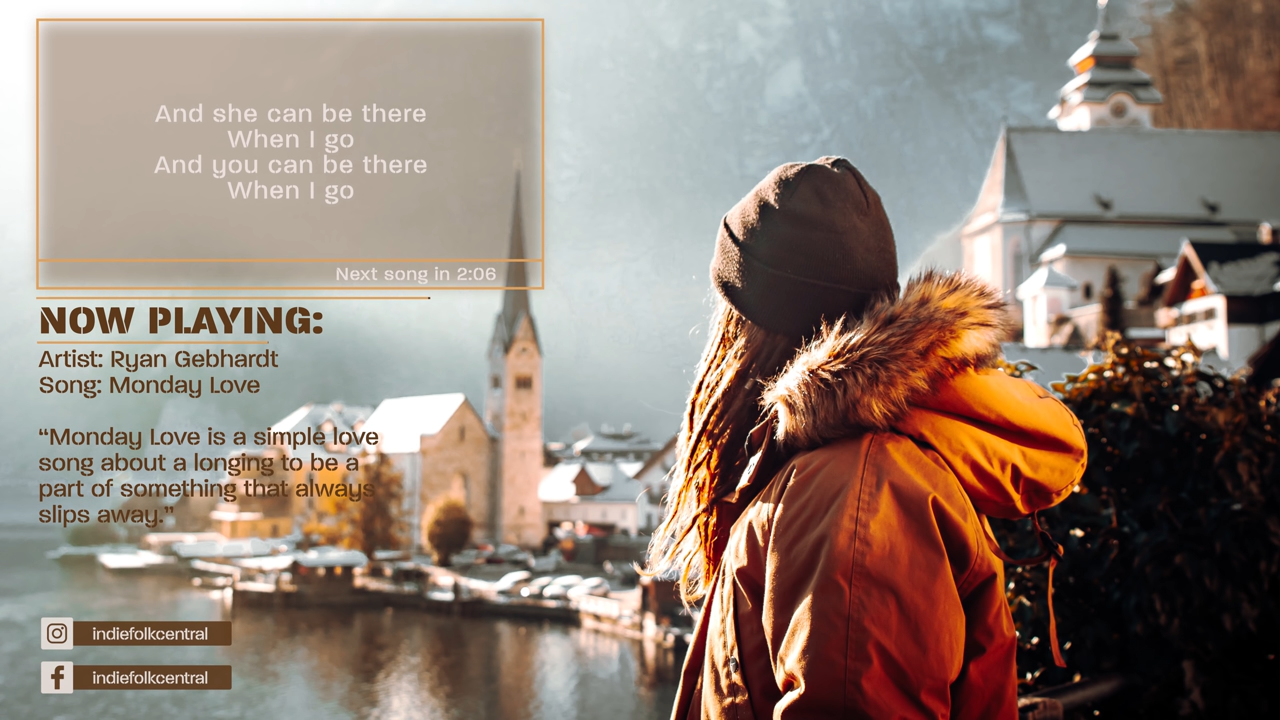 And she can be there
When I go
And you can be there
When I go
Next song in 2:06
NOW PLAYING:
Artist: Ryan Gebhardt
Song: Monday Love
“Monday Love is a simple love
song about a longing to be a
part of something that always
slips away.”
indiefolkcentral
indiefolkcentral